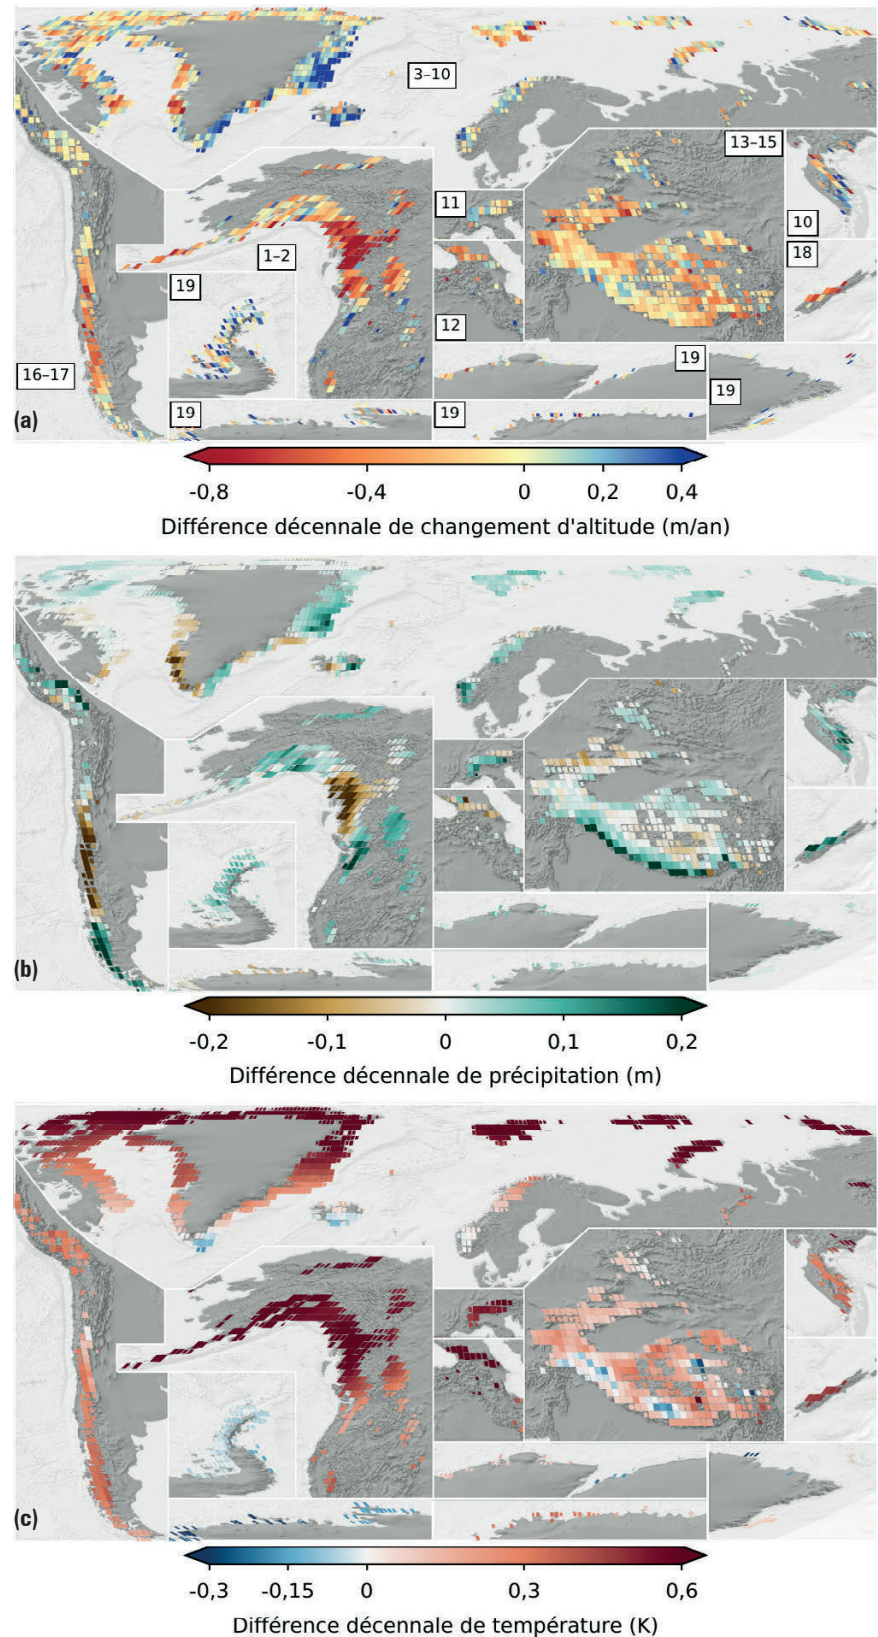 3–10
13–15
11
10
1–2
18
19
12
19
16–17
19
(a)
19
19
-0,8 -0,4 0 0,2 0,4
Différence décennale de changement d'altitude (m/an)
(b)
-0,2 -0,1 0 0,1 0,2
Différence décennale de précipitation (m)
(c)
-0,3 -0,15 0 0,3 0,6
Différence décennale de température (K)